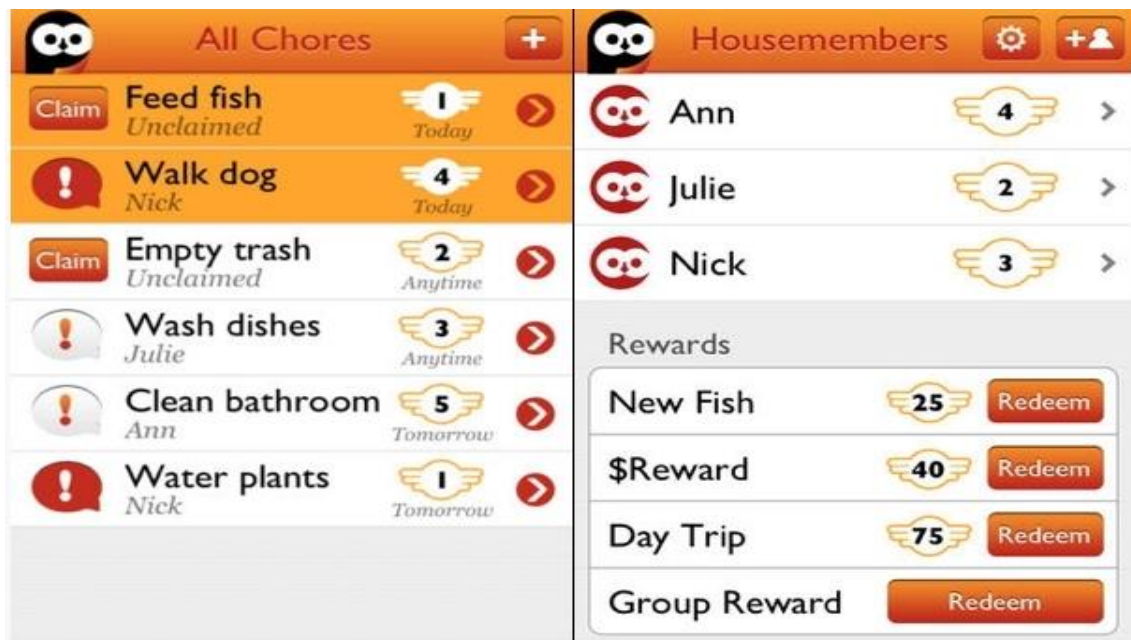 All Chores
+
Claim
Feed fish
Unclaimed
1
Today
Walk dog
Nick
4
Today
Claim
Empty trash
Unclaimed
2
Anytime
Wash dishes
Julie
3
Anytime
Clean bathroom
Ann
5
Tomorrow
Water plants
Nick
1
Tomorrow
Housemembers
Ann
4
Julie
2
Nick
3
Rewards
New Fish 25 Redeem
$Reward 40 Redeem
Day Trip 75 Redeem
Group Reward Redeem